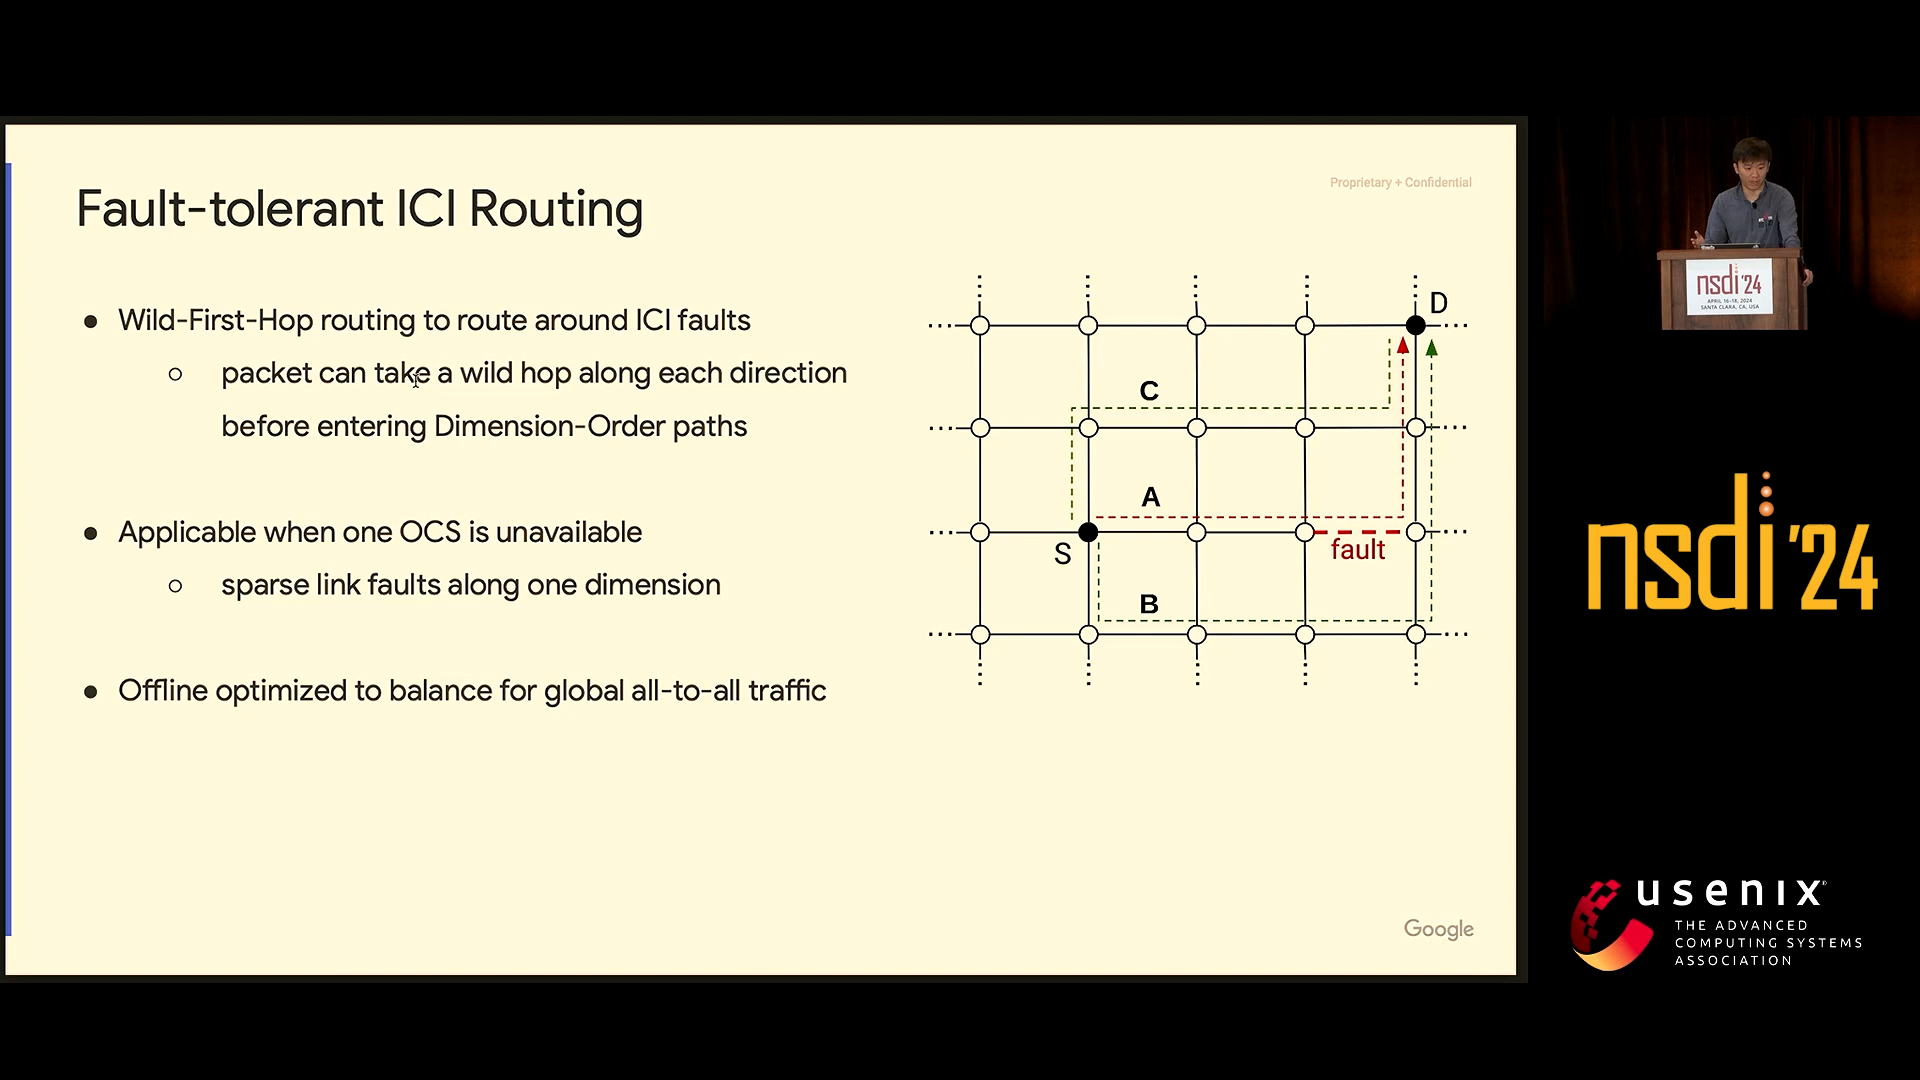 Fault-tolerant ICI Routing
Proprietary + Confidential
● Wild-First-Hop routing to route around ICI faults
○ packet can take a wild hop along each direction
before entering Dimension-Order paths
● Applicable when one OCS is unavailable
○ sparse link faults along one dimension
● Offline optimized to balance for global all-to-all traffic
D
C
A
S
fault
B
Google
nsdi '24
APRIL 16-18, 2024
SANTA CLARA, CA, USA
nsdi '24
usenix
THE ADVANCED
COMPUTING SYSTEMS
ASSOCIATION